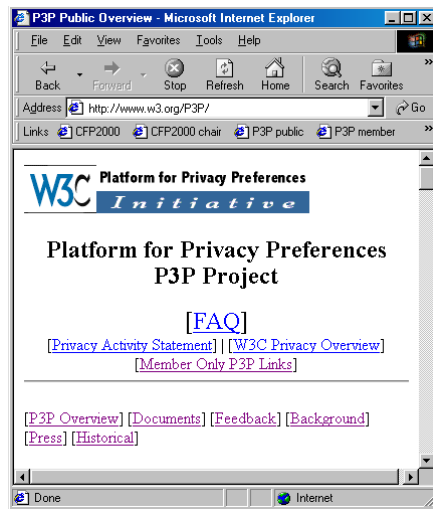 P3P Public Overview - Microsoft Internet Explorer
File Edit View Favorites Tools Help
Back Forward Stop Refresh Home Search Favorites »
Address http://www.w3.org/P3P/ Go
Links CFP2000 CFP2000 chair P3P public P3P member »
W3C Platform for Privacy Preferences
Initiative
Platform for Privacy Preferences
P3P Project
[FAQ]
[Privacy Activity Statement] | [W3C Privacy Overview]
[Member Only P3P Links]
[P3P Overview] [Documents] [Feedback] [Background]
[Press] [Historical]
Done Internet